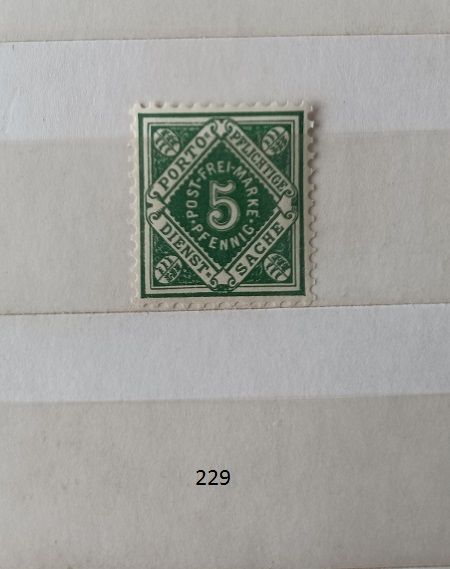 PORTO-
PFLICHTIGE
DIENST-
SACHE
POST-FREI-MARKE
5
PFENNIG
229